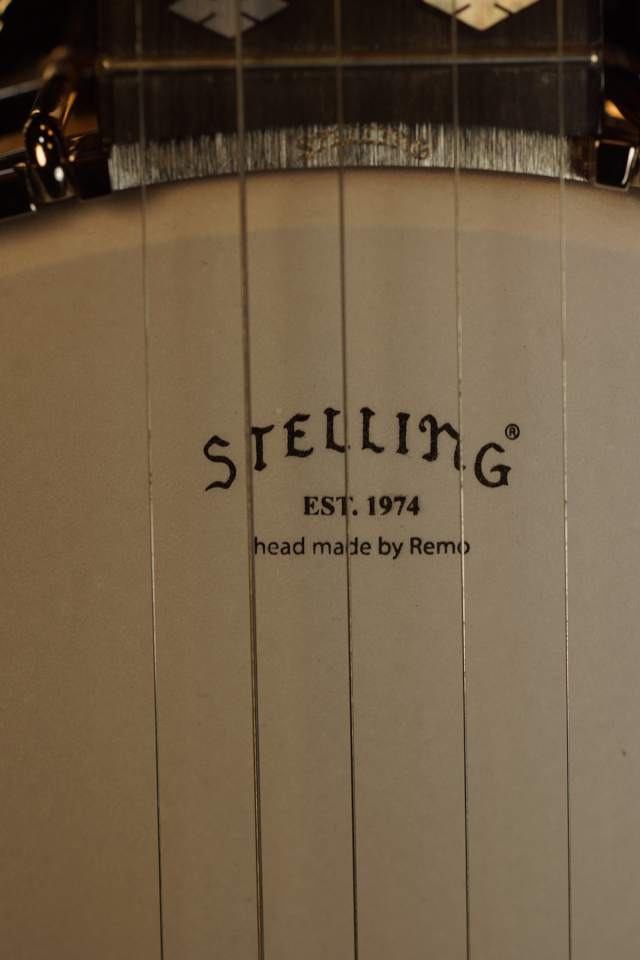 STELLING
STELLING®
EST. 1974
head made by Remo